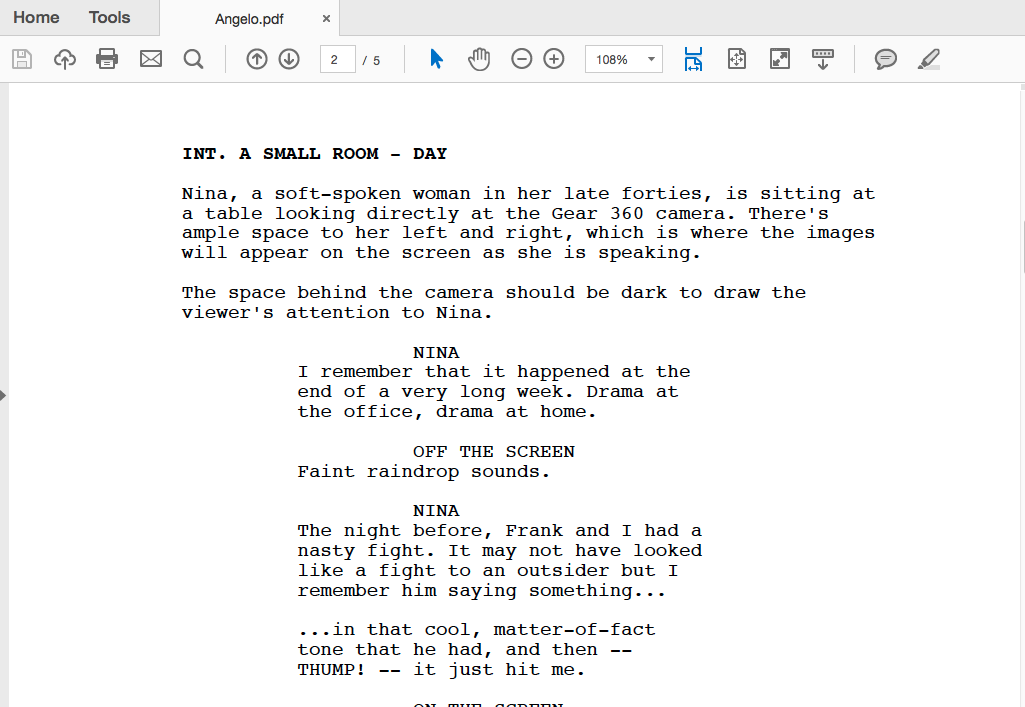 Home Tools Angelo.pdf ×
2 / 5 108%
INT. A SMALL ROOM - DAY
Nina, a soft-spoken woman in her late forties, is sitting at
a table looking directly at the Gear 360 camera. There's
ample space to her left and right, which is where the images
will appear on the screen as she is speaking.
The space behind the camera should be dark to draw the
viewer's attention to Nina.
NINA
I remember that it happened at the
end of a very long week. Drama at
the office, drama at home.
OFF THE SCREEN
Faint raindrop sounds.
NINA
The night before, Frank and I had a
nasty fight. It may not have looked
like a fight to an outsider but I
remember him saying something...
...in that cool, matter-of-fact
tone that he had, and then --
THUMP! -- it just hit me.
ON THE SCREEN